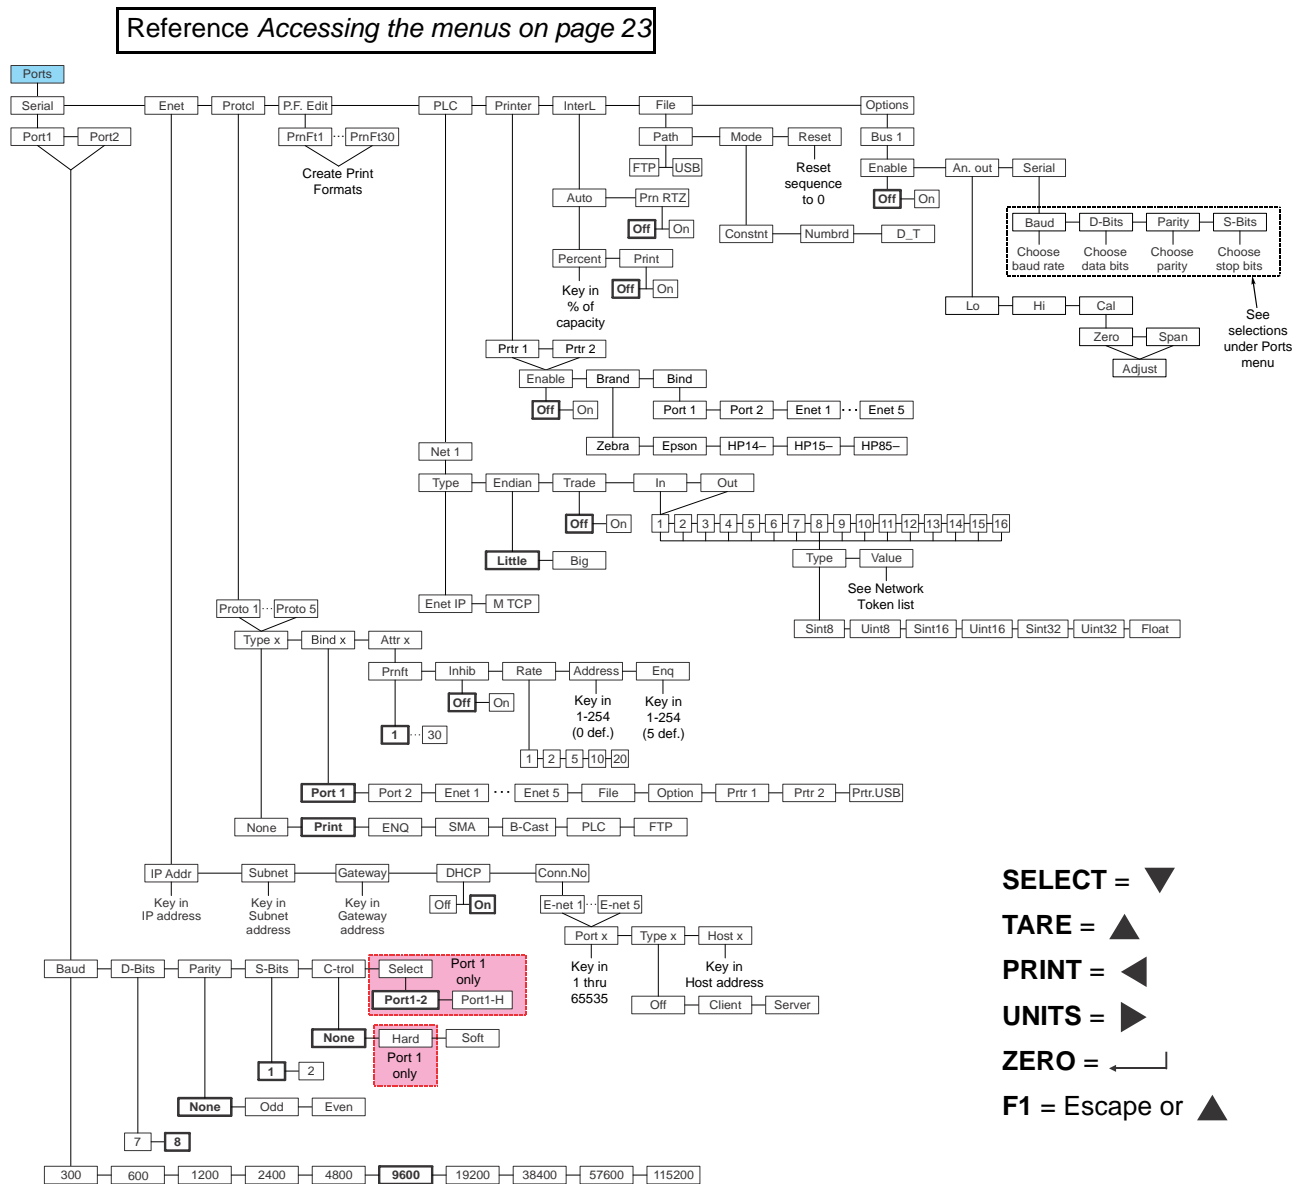 Reference Accessing the menus on page 23
Ports
Serial Enet Protcl P.F. Edit PLC Printer InterL File Options
Port1 Port2 PrnFt1 ··· PrnFt30 Path Mode Reset Bus 1
Create Print
Formats
FTP USB
Reset
sequence
to 0
Enable An. out Serial
Off On
Auto Prn RTZ
Off On
Constnt Numbrd D_T
Baud D-Bits Parity S-Bits
Choose
baud rate
Choose
data bits
Choose
parity
Choose
stop bits
Percent Print
Off On
Key in
% of
capacity
Lo Hi Cal
Zero Span
Adjust
See
selections
under Ports
menu
Prtr 1 Prtr 2
Enable Brand Bind
Off On
Port 1 Port 2 Enet 1 ··· Enet 5
Zebra Epson HP14– HP15– HP85–
Net 1
Type Endian Trade In Out
Off On
1 2 3 4 5 6 7 8 9 10 11 12 13 14 15 16
Little Big
Type Value
See Network
Token list
Enet IP M TCP
Sint8 Uint8 Sint16 Uint16 Sint32 Uint32 Float
Proto 1 ··· Proto 5
Type x Bind x Attr x
Prnft Inhib Rate Address Enq
Off On
Key in
1-254
(0 def.)
Key in
1-254
(5 def.)
1 ··· 30
1 2 5 10 20
Port 1 Port 2 Enet 1 ··· Enet 5 File Option Prtr 1 Prtr 2 Prtr.USB
None Print ENQ SMA B-Cast PLC FTP
IP Addr Subnet Gateway DHCP Conn.No
Key in
IP address
Key in
Subnet
address
Key in
Gateway
address
Off On
E-net 1 ··· E-net 5
Port x Type x Host x
Key in
1 thru
65535
Key in
Host address
Off Client Server
Baud D-Bits Parity S-Bits C-trol Select
Port 1
only
Port1-2 Port1-H
None Hard Soft
Port 1
only
1 2
None Odd Even
7 8
300 600 1200 2400 4800 9600 19200 38400 57600 115200
SELECT = ▼
TARE = ▲
PRINT = ◀
UNITS = ▶
ZERO = ←
F1 = Escape or ▲